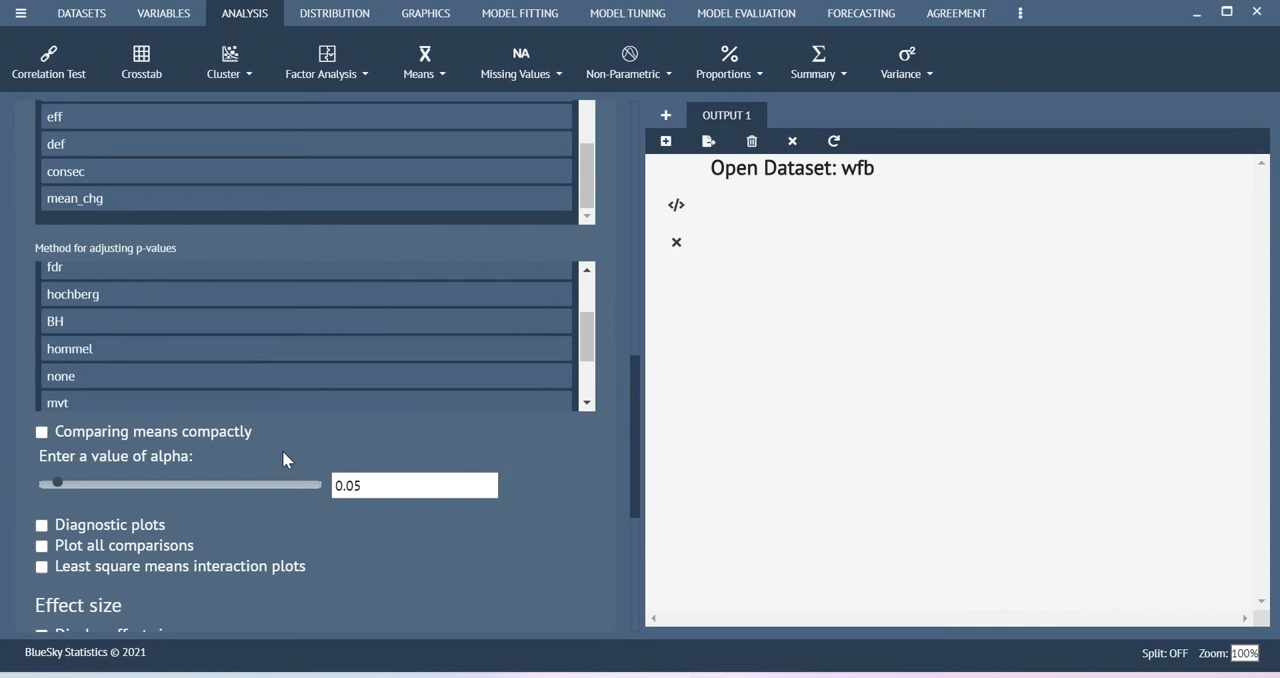 DATASETS VARIABLES ANALYSIS DISTRIBUTION GRAPHICS MODEL FITTING MODEL TUNING MODEL EVALUATION FORECASTING AGREEMENT
NA
Correlation Test Crosstab Cluster Factor Analysis Means Missing Values Non-Parametric Proportions Summary Variance
eff
def
consec
mean_chg
Method for adjusting p-values
fdr
hochberg
BH
hommel
none
mvt
Comparing means compactly
Enter a value of alpha:
0.05
Diagnostic plots
Plot all comparisons
Least square means interaction plots
Effect size
OUTPUT 1
Open Dataset: wfb
BlueSky Statistics © 2021
Split: OFF Zoom: 100%